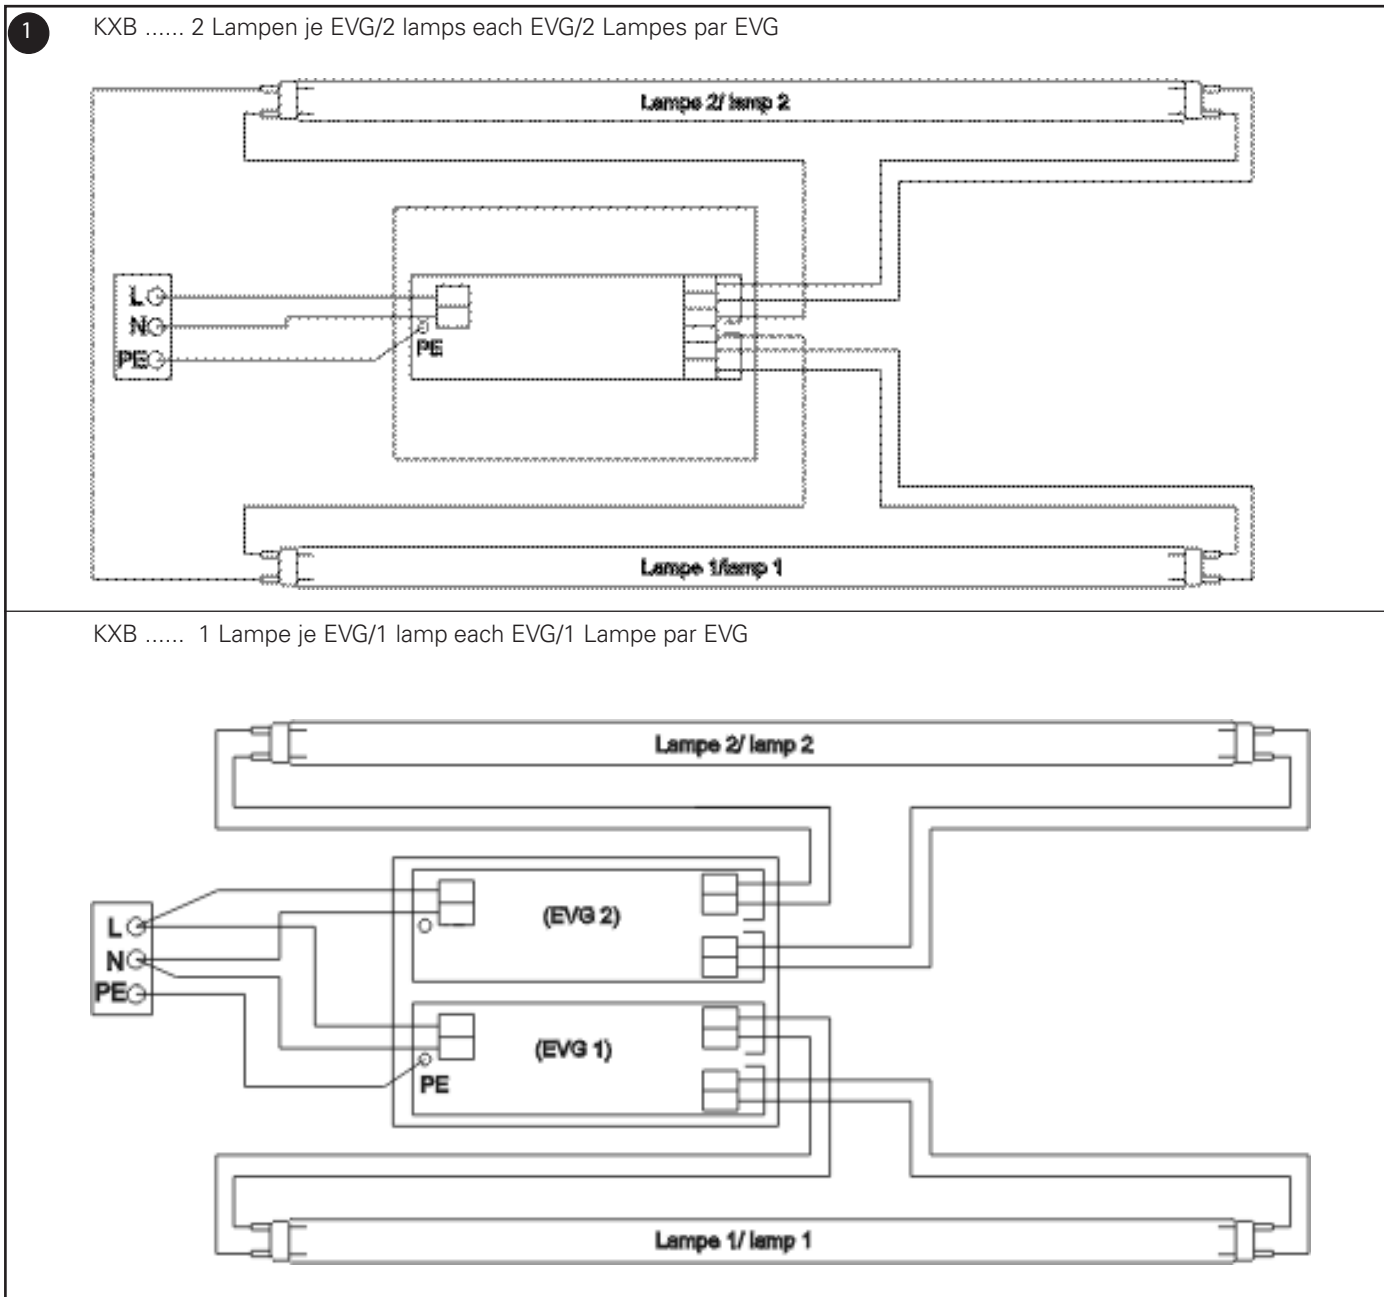 1
KXB ...... 2 Lampen je EVG/2 lamps each EVG/2 Lampes par EVG
Lampe 2/ lamp 2
L
N
PE
PE
Lampe 1/lamp 1
KXB ...... 1 Lampe je EVG/1 lamp each EVG/1 Lampe par EVG
Lampe 2/ lamp 2
(EVG 2)
L
N
PE
(EVG 1)
PE
Lampe 1/ lamp 1